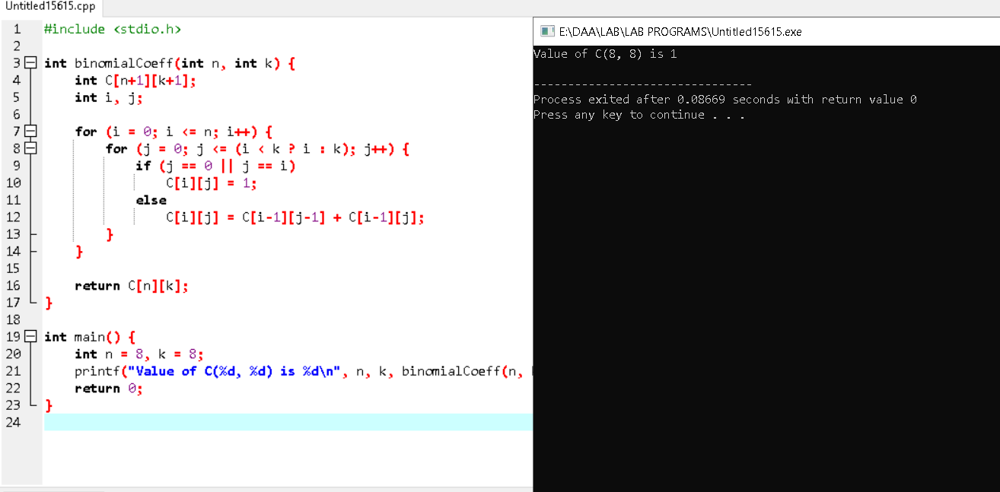 Untitled15615.cpp
1 #include <stdio.h>
2
3 int binomialCoeff(int n, int k) {
4     int C[n+1][k+1];
5     int i, j;
6
7     for (i = 0; i <= n; i++) {
8         for (j = 0; j <= (i < k ? i : k); j++) {
9             if (j == 0 || j == i)
10                 C[i][j] = 1;
11             else
12                 C[i][j] = C[i-1][j-1] + C[i-1][j];
13         }
14     }
15
16     return C[n][k];
17 }
18
19 int main() {
20     int n = 8, k = 8;
21     printf("Value of C(%d, %d) is %d\n", n, k, binomialCoeff(n,
22     return 0;
23 }
24
E:\DAA\LAB\LAB PROGRAMS\Untitled15615.exe
Value of C(8, 8) is 1
--------------------------------
Process exited after 0.08669 seconds with return value 0
Press any key to continue . . .